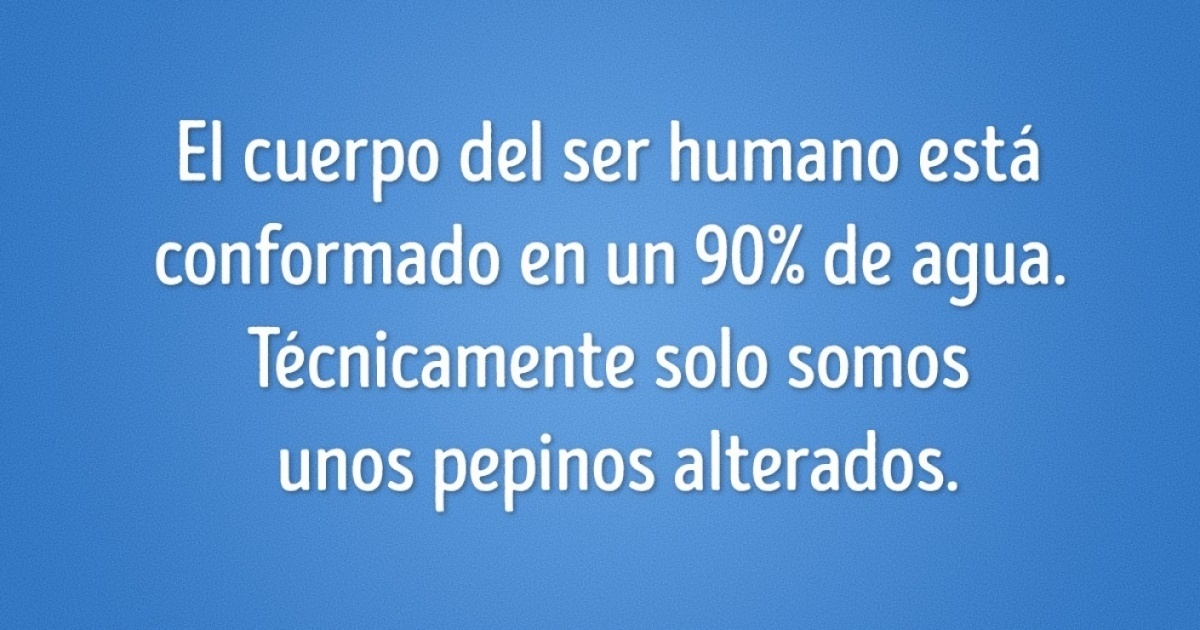 El cuerpo del ser humano está
conformado en un 90% de agua.
Técnicamente solo somos
unos pepinos alterados.